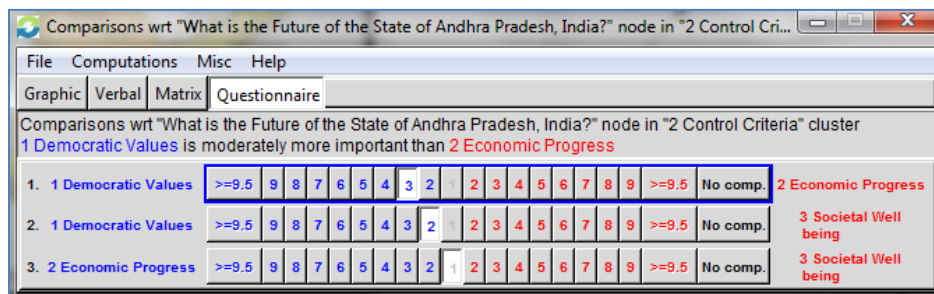 Comparisons wrt "What is the Future of the State of Andhra Pradesh, India?" node in "2 Control Cri...
File Computations Misc Help
Graphic Verbal Matrix Questionnaire
Comparisons wrt "What is the Future of the State of Andhra Pradesh, India?" node in "2 Control Criteria" cluster
1 Democratic Values is moderately more important than 2 Economic Progress
1. 1 Democratic Values >=9.5 9 8 7 6 5 4 3 2 1 2 3 4 5 6 7 8 9 >=9.5 No comp. 2 Economic Progress
2. 1 Democratic Values >=9.5 9 8 7 6 5 4 3 2 1 2 3 4 5 6 7 8 9 >=9.5 No comp. 3 Societal Well being
3. 2 Economic Progress >=9.5 9 8 7 6 5 4 3 2 1 2 3 4 5 6 7 8 9 >=9.5 No comp. 3 Societal Well being